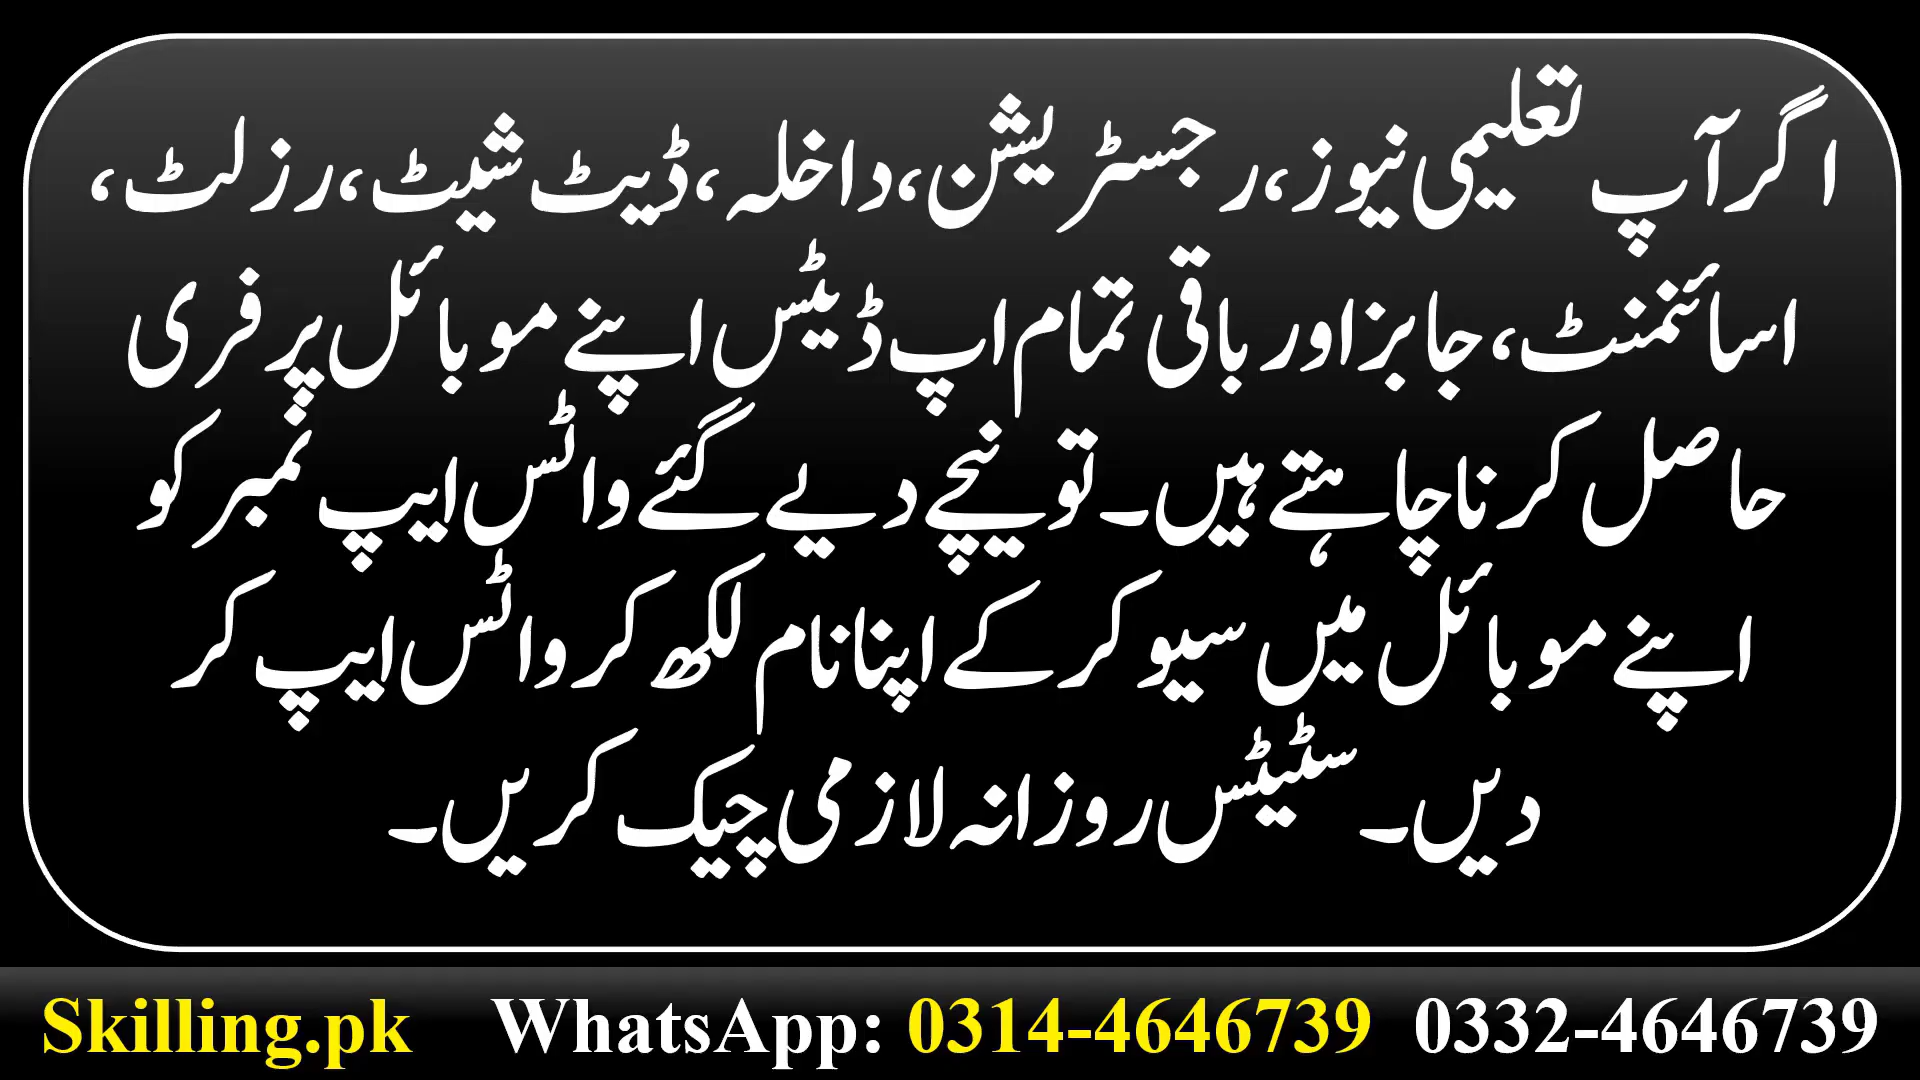 اگر آپ تعلیمی نیوز، رجسٹریشن، داخلہ، ڈیٹ شیٹ، رزلٹ،
اسائنمنٹ، جابز اور باقی تمام اپ ڈیٹس اپنے موبائل پر فری
حاصل کرنا چاہتے ہیں۔ تو نیچے دیے گئے واٹس ایپ نمبر کو
اپنے موبائل میں سیو کر کے اپنا نام لکھ کر واٹس ایپ کر
دیں۔ سٹیٹس روزانہ لازمی چیک کریں۔
Skilling.pk WhatsApp: 0314-4646739 0332-4646739